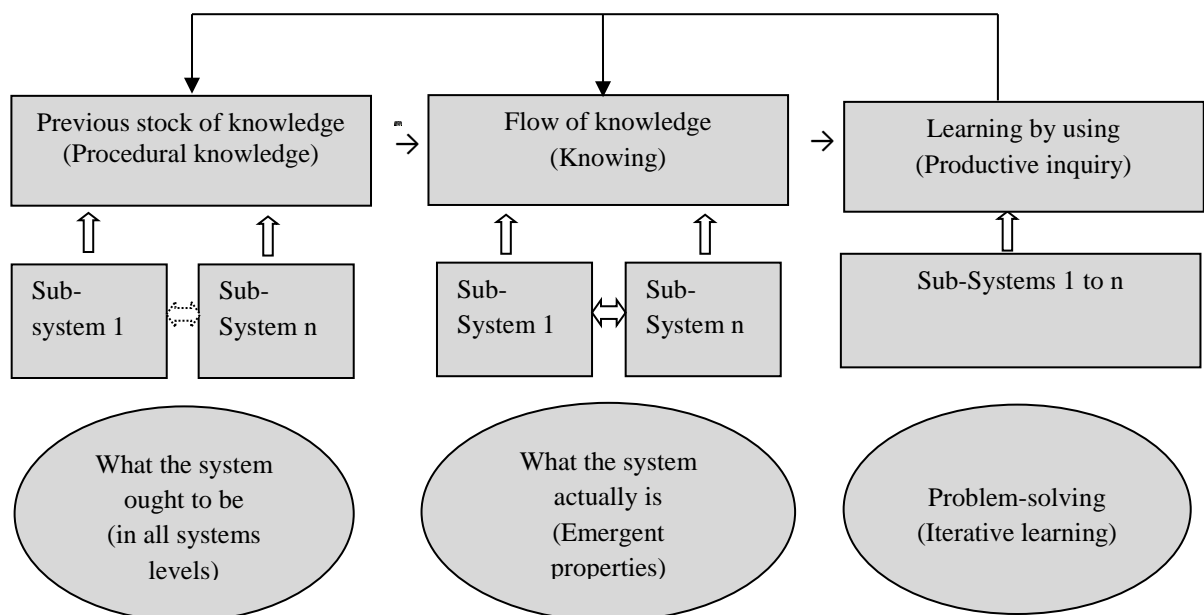 Previous stock of knowledge
(Procedural knowledge)
Flow of knowledge
(Knowing)
Learning by using
(Productive inquiry)
Sub-
system 1
Sub-
System n
Sub-
System 1
Sub-
System n
Sub-Systems 1 to n
What the system
ought to be
(in all systems
levels)
What the system
actually is
(Emergent
properties)
Problem-solving
(Iterative learning)